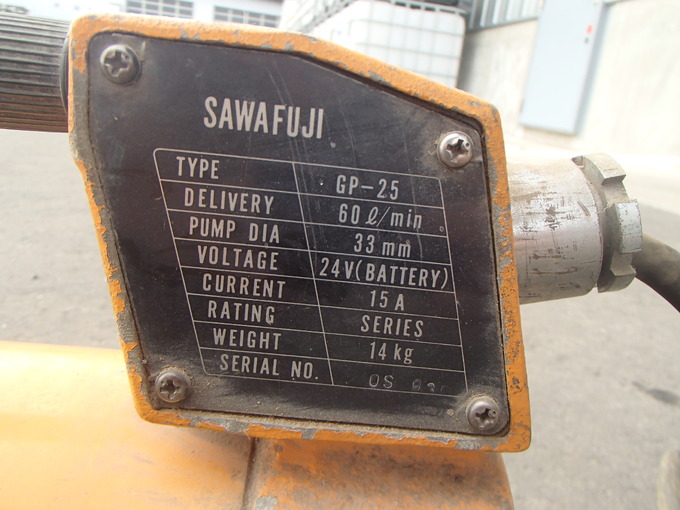 SAWAFUJI
TYPE GP-25
DELIVERY 60 ℓ/min
PUMP DIA 33 mm
VOLTAGE 24V(BATTERY)
CURRENT 15 A
RATING SERIES
WEIGHT 14 kg
SERIAL NO. OS